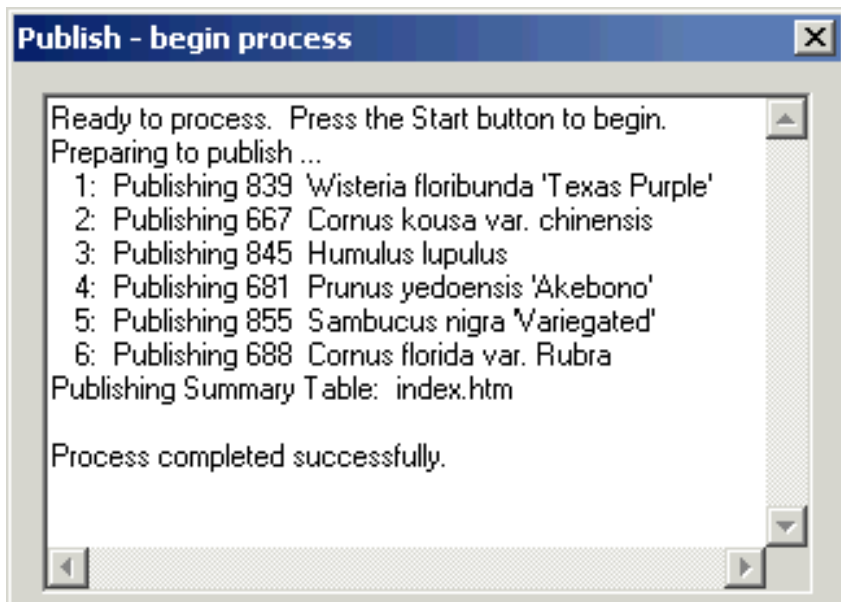 Publish - begin process
Ready to process.  Press the Start button to begin.
Preparing to publish ...
1:  Publishing 839  Wisteria floribunda 'Texas Purple'
2:  Publishing 667  Cornus kousa var. chinensis
3:  Publishing 845  Humulus lupulus
4:  Publishing 681  Prunus yedoensis 'Akebono'
5:  Publishing 855  Sambucus nigra 'Variegated'
6:  Publishing 688  Cornus florida var. Rubra
Publishing Summary Table:  index.htm
Process completed successfully.